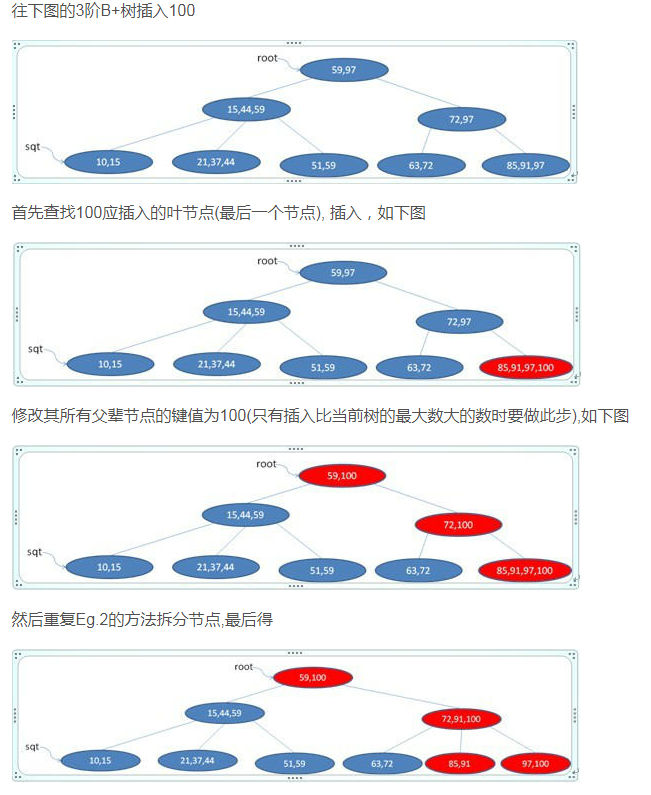 往下图的3阶B+树插入100
root
59,97
15,44,59
72,97
sqt
10,15
21,37,44
51,59
63,72
85,91,97
首先查找100应插入的叶节点(最后一个节点), 插入，如下图
root
59,97
15,44,59
72,97
sqt
10,15
21,37,44
51,59
63,72
85,91,97,100
修改其所有父辈节点的键值为100(只有插入比当前树的最大数大的数时要做此步),如下图
root
59,100
15,44,59
72,100
sqt
10,15
21,37,44
51,59
63,72
85,91,97,100
然后重复Eg.2的方法拆分节点,最后得
root
59,100
15,44,59
72,91,100
sqt
10,15
21,37,44
51,59
63,72
85,91
97,100